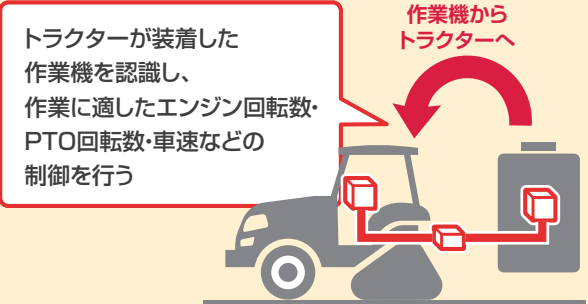 作業機から
トラクターへ
トラクターが装着した
作業機を認識し、
作業に適したエンジン回転数・
PTO回転数・車速などの
制御を行う